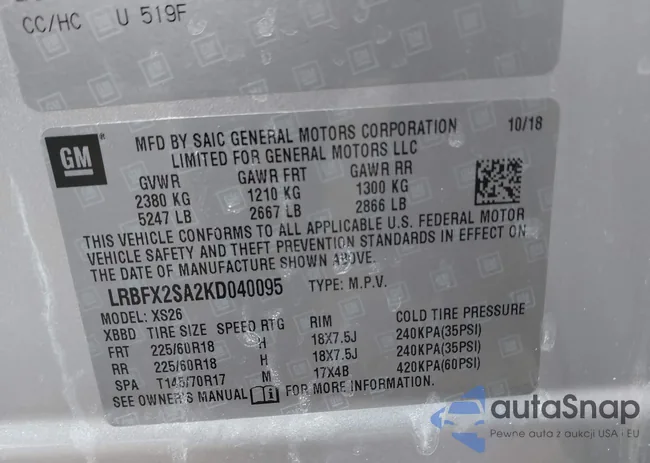 CC/HC U 519F
GM
MFD BY SAIC GENERAL MOTORS CORPORATION 10/18
LIMITED FOR GENERAL MOTORS LLC
GVWR GAWR FRT GAWR RR
2380 KG 1210 KG 1300 KG
5247 LB 2667 LB 2866 LB
THIS VEHICLE CONFORMS TO ALL APPLICABLE U.S. FEDERAL MOTOR
VEHICLE SAFETY AND THEFT PREVENTION STANDARDS IN EFFECT ON
THE DATE OF MANUFACTURE SHOWN ABOVE.
LRBFX2SA2KD040095 TYPE: M.P.V.
MODEL: XS26
XBBD TIRE SIZE SPEED RTG RIM COLD TIRE PRESSURE
FRT 225/60R18 H 18X7.5J 240KPA(35PSI)
RR 225/60R18 H 18X7.5J 240KPA(35PSI)
SPA T145/70R17 M 17X4B 420KPA(60PSI)
SEE OWNER'S MANUAL FOR MORE INFORMATION.
autaSnap
Pewne auta z aukcji USA · EU